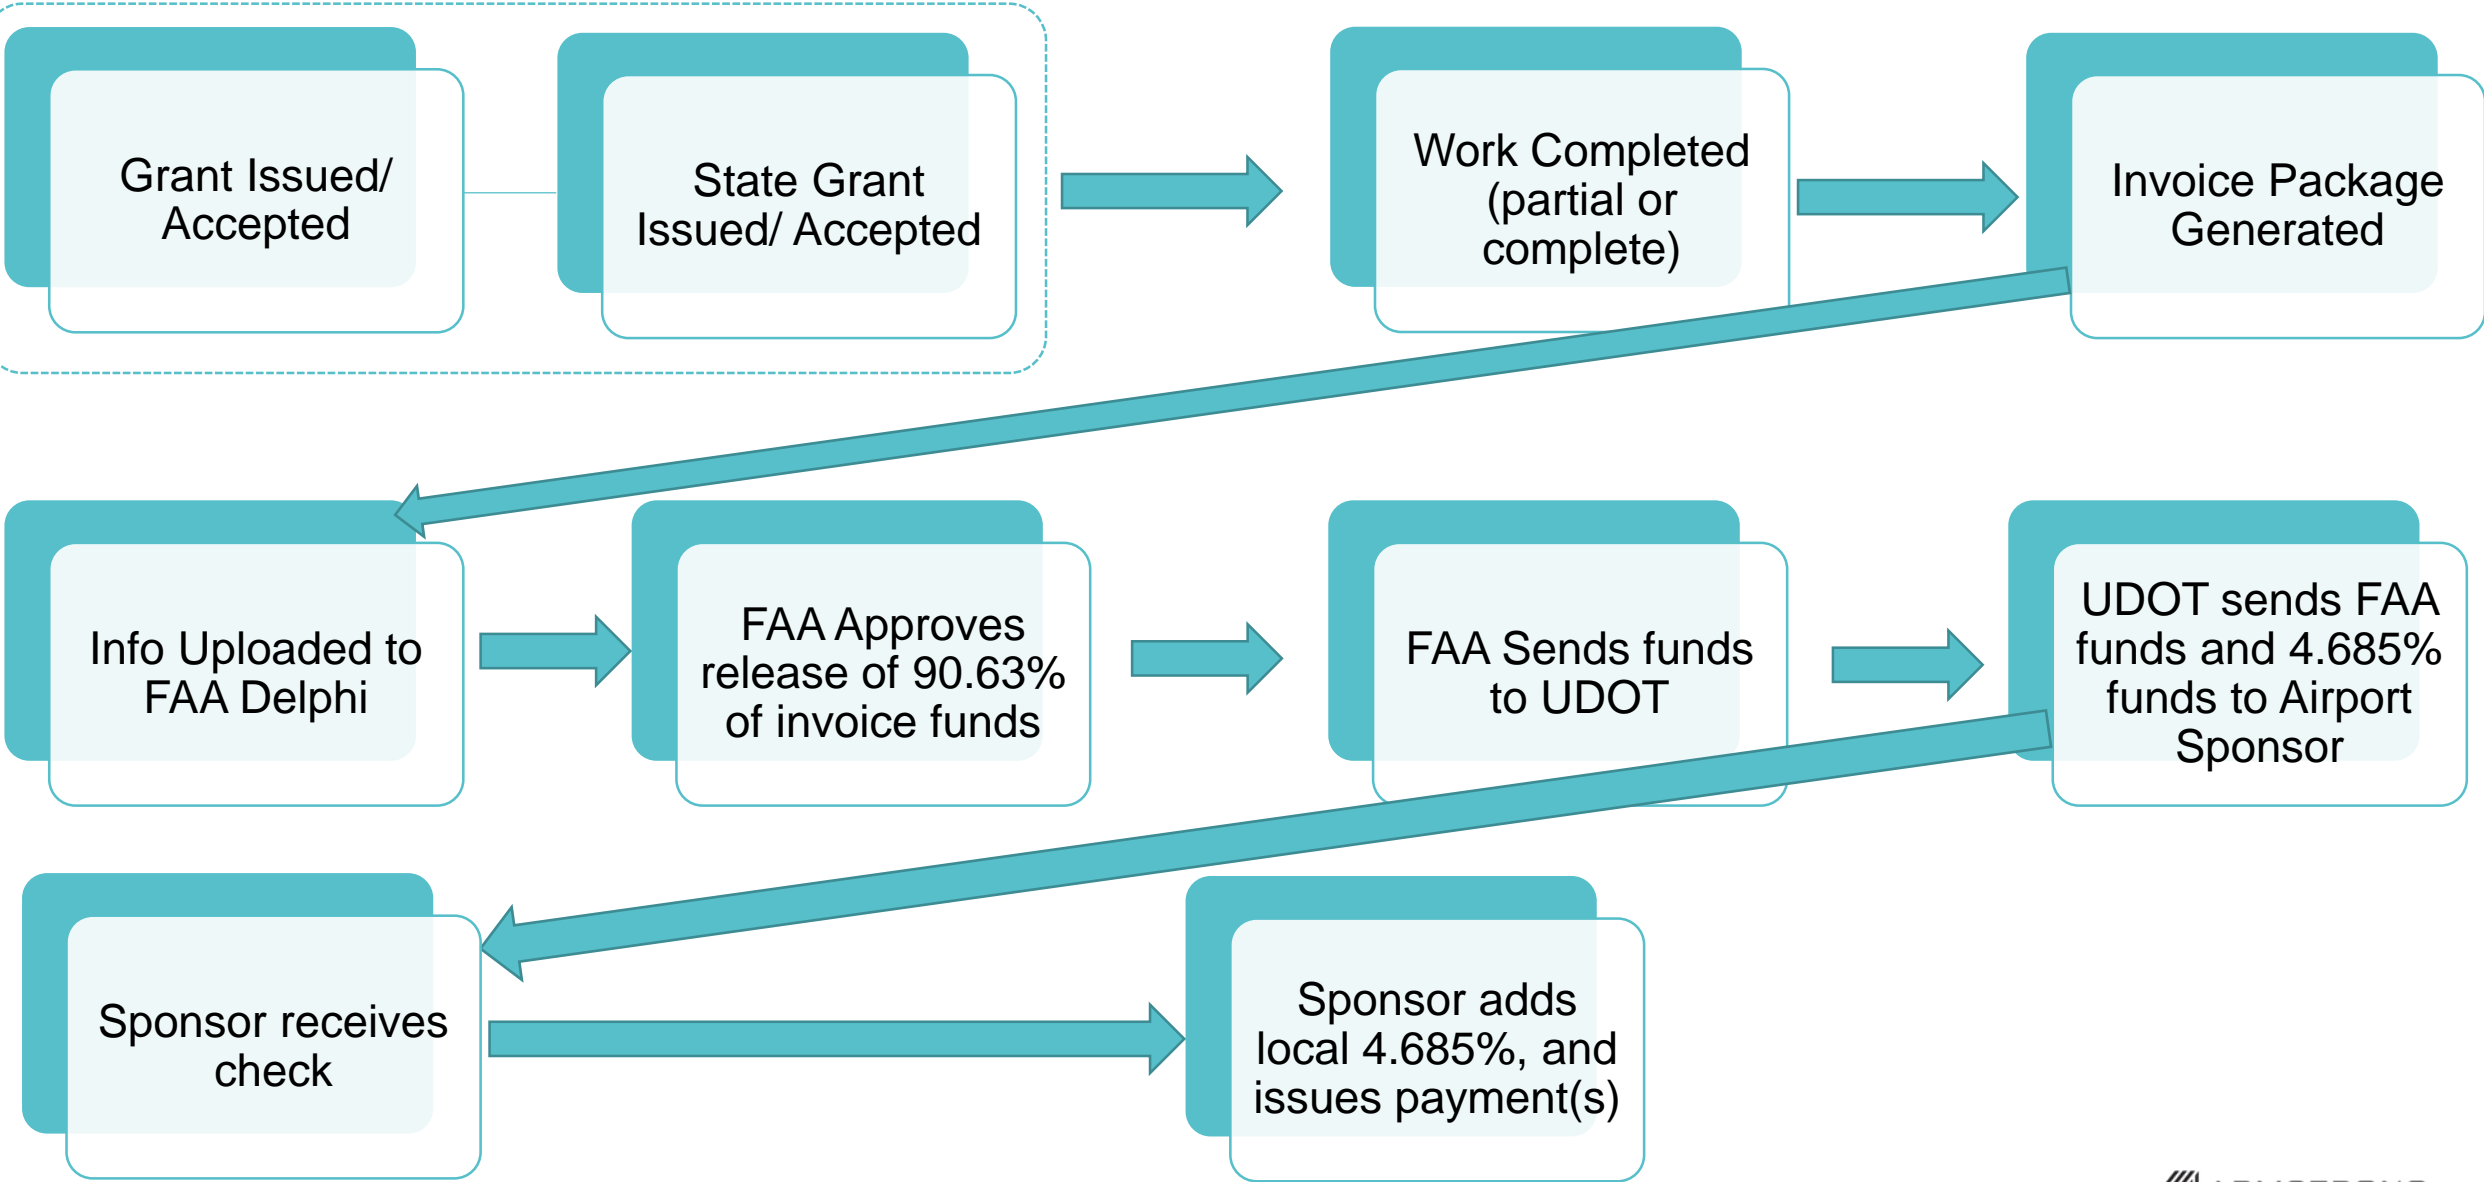 Grant Issued/
Accepted
State Grant
Issued/ Accepted
Work Completed
(partial or
complete)
Invoice Package
Generated
Info Uploaded to
FAA Delphi
FAA Approves
release of 90.63%
of invoice funds
FAA Sends funds
to UDOT
UDOT sends FAA
funds and 4.685%
funds to Airport
Sponsor
Sponsor receives
check
Sponsor adds
local 4.685%, and
issues payment(s)